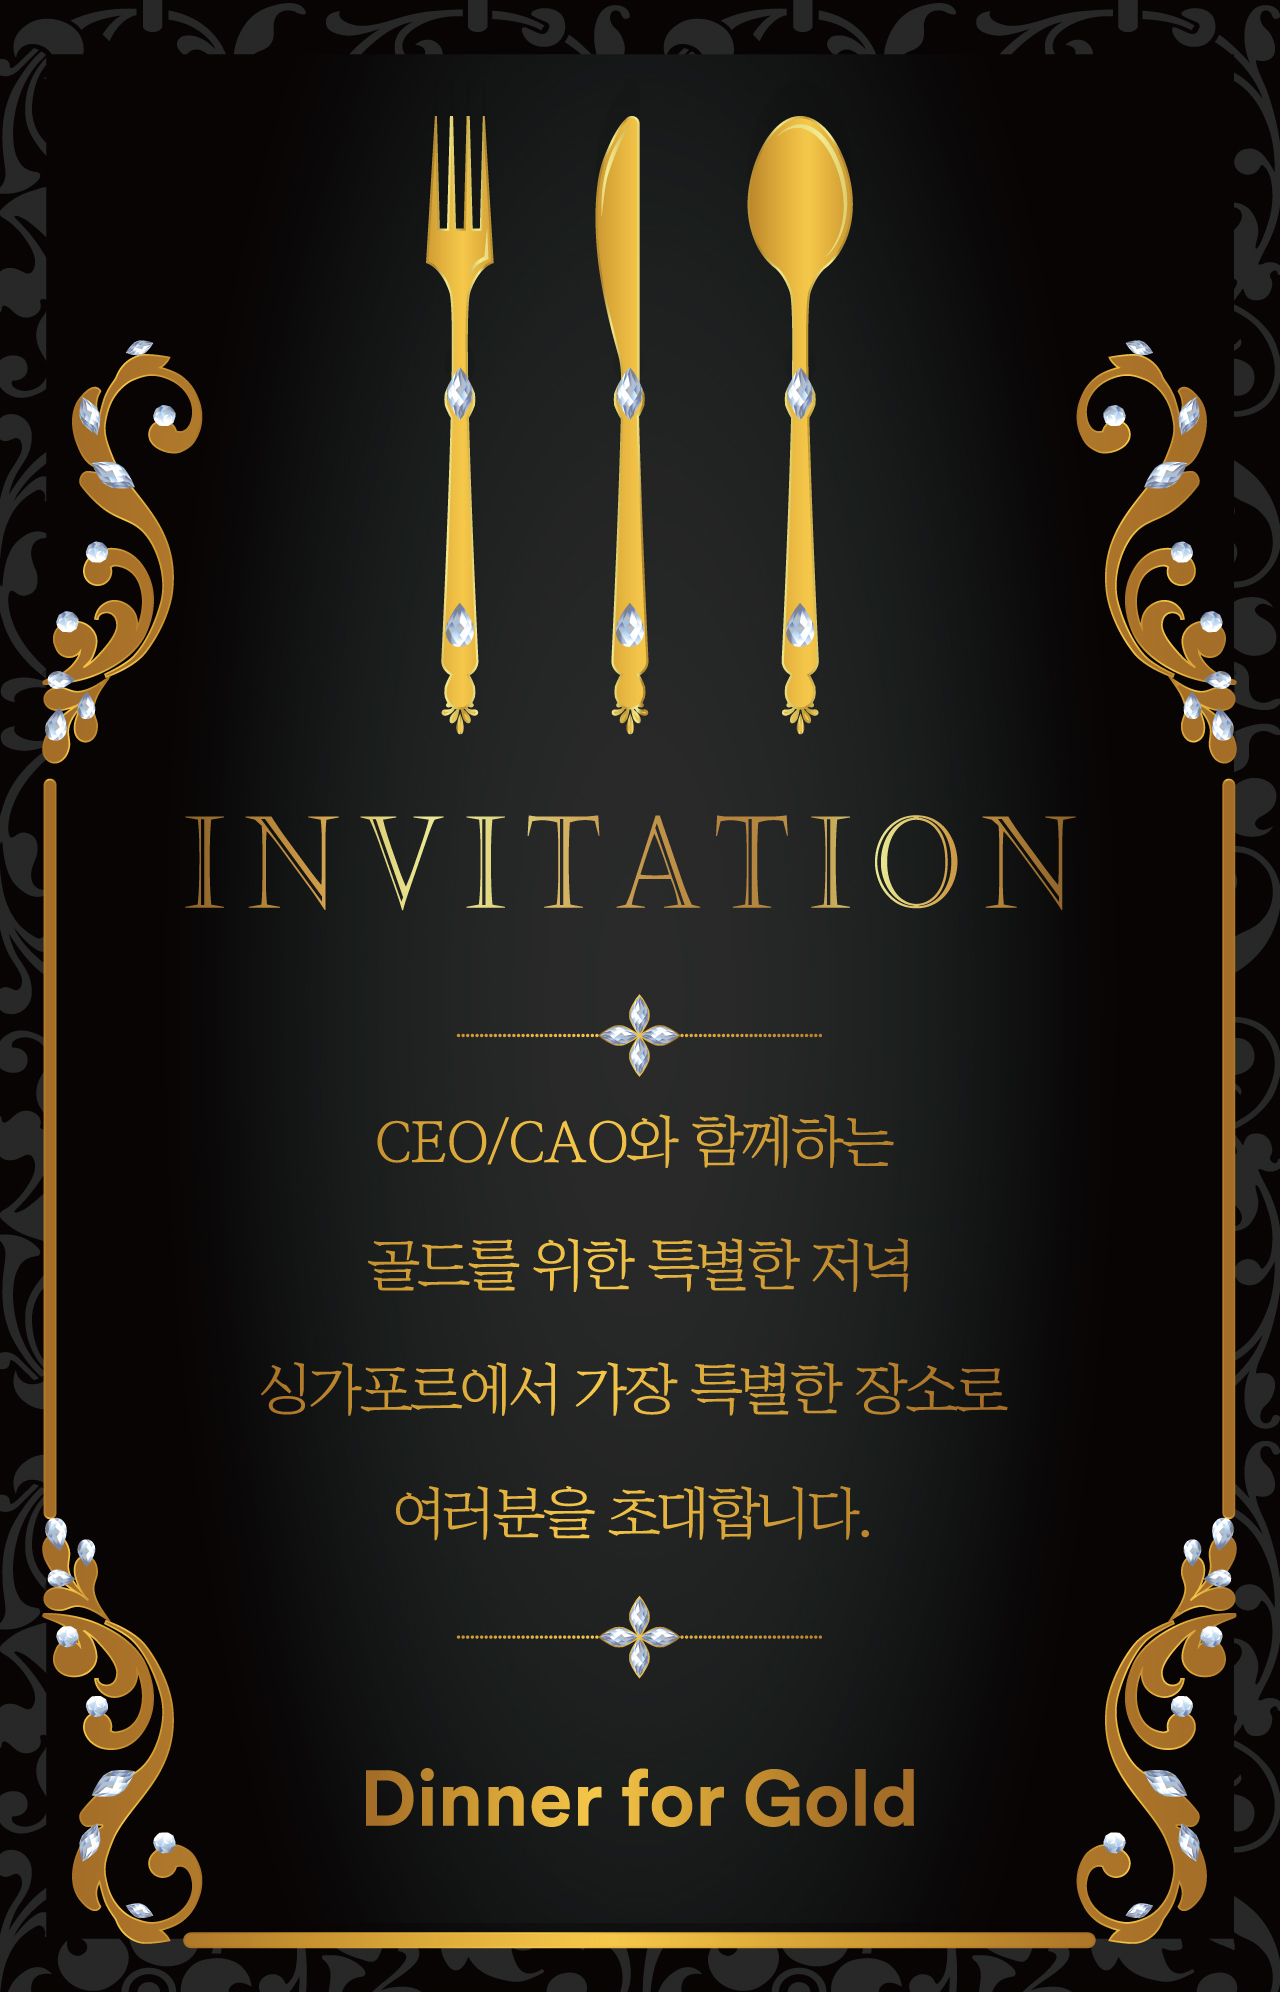 INVITATION
CEO/CAO와 함께하는
골드를 위한 특별한 저녁
싱가포르에서 가장 특별한 장소로
여러분을 초대합니다.
Dinner for Gold